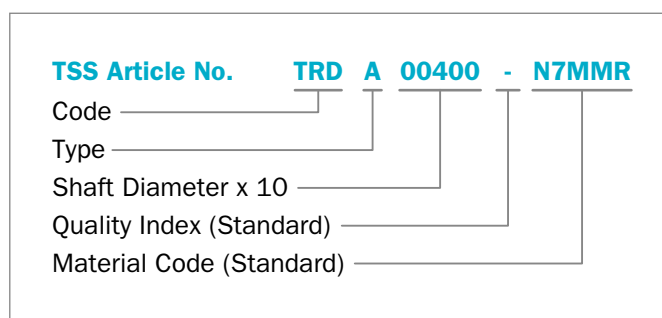 TSS Article No. TRD A 00400 - N7MMR
Code
Type
Shaft Diameter x 10
Quality Index (Standard)
Material Code (Standard)